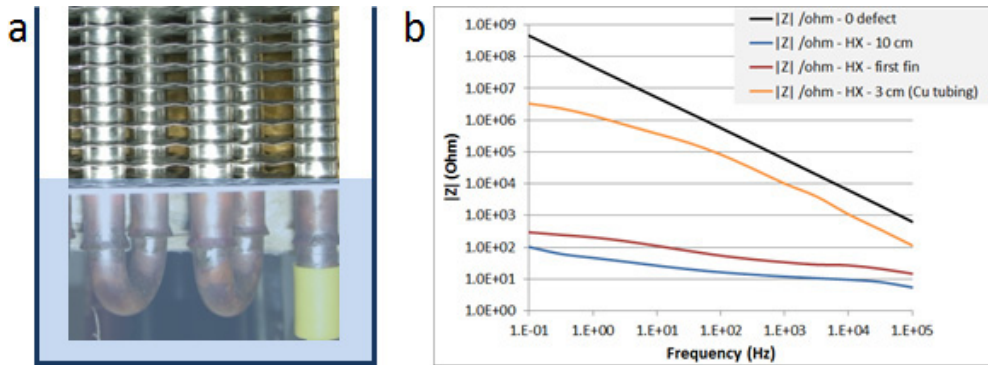 a
b
1.0E+09
1.0E+08
1.0E+07
1.0E+06
1.0E+05
1.0E+04
1.0E+03
1.0E+02
1.0E+01
1.0E+00
|Z| (Ohm)
|Z| /ohm - 0 defect
|Z| /ohm - HX - 10 cm
|Z| /ohm - HX - first fin
|Z| /ohm - HX - 3 cm (Cu tubing)
1.E-01 1.E+00 1.E+01 1.E+02 1.E+03 1.E+04 1.E+05
Frequency (Hz)